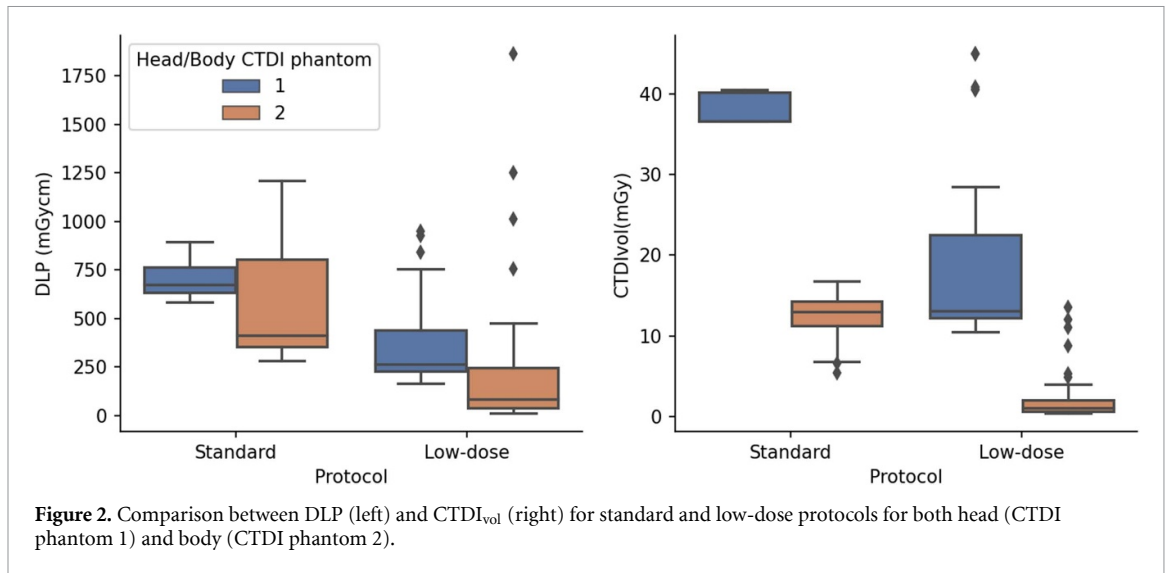 Head/Body CTDI phantom
1
2
1750
1500
1250
1000
750
500
250
0
DLP (mGycm)
Standard
Low-dose
Protocol
40
30
20
10
0
CTDIvol(mGy)
Standard
Low-dose
Protocol
Figure 2. Comparison between DLP (left) and CTDIvol (right) for standard and low-dose protocols for both head (CTDI
phantom 1) and body (CTDI phantom 2).